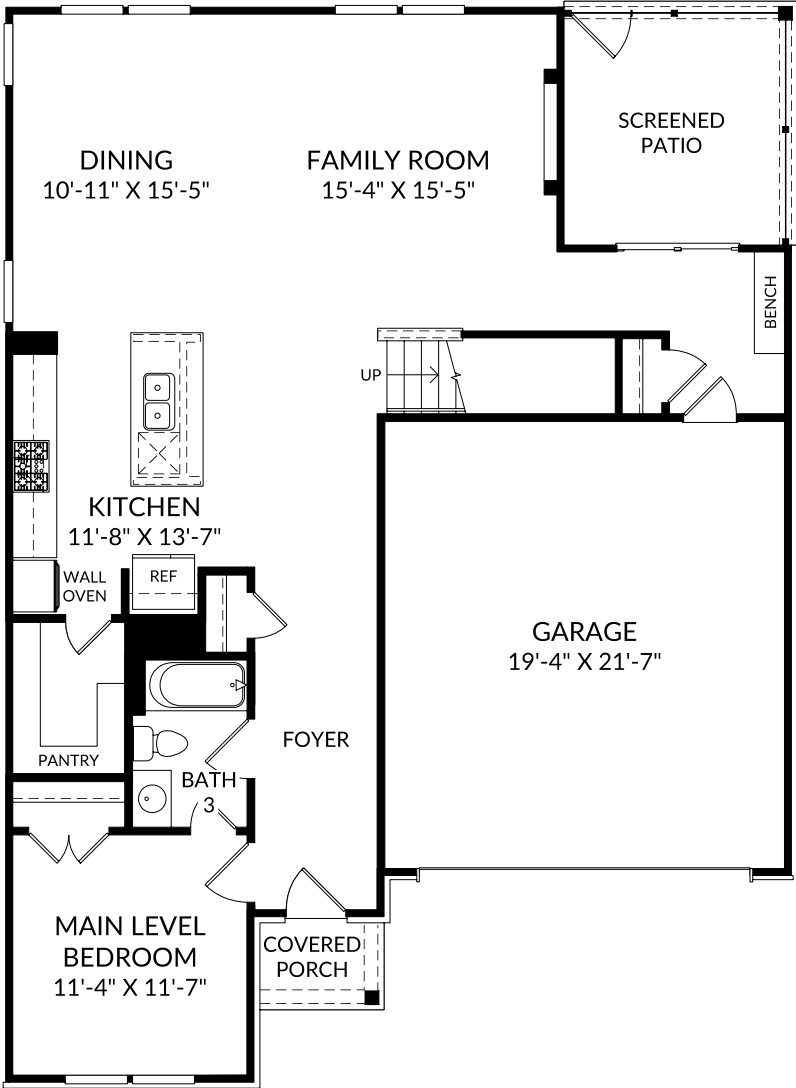 SCREENED
PATIO
DINING
10'-11" X 15'-5"
FAMILY ROOM
15'-4" X 15'-5"
BENCH
UP
KITCHEN
11'-8" X 13'-7"
WALL
OVEN
REF
GARAGE
19'-4" X 21'-7"
FOYER
PANTRY
BATH
3
MAIN LEVEL
BEDROOM
11'-4" X 11'-7"
COVERED
PORCH